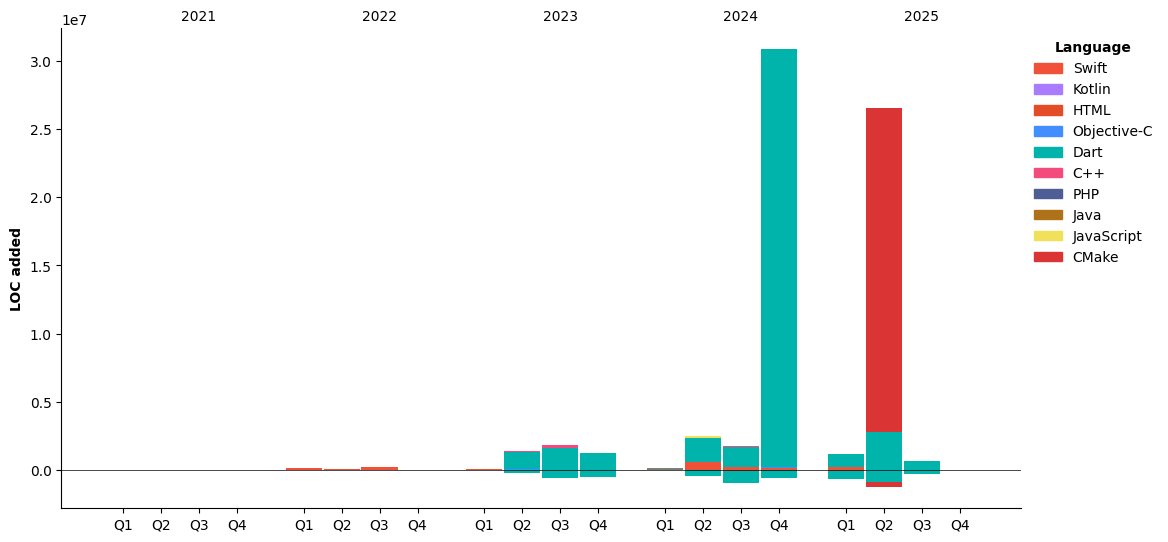 2021 2022 2023 2024 2025
1e7
3.0
2.5
2.0
1.5
1.0
0.5
0.0
LOC added
Q1 Q2 Q3 Q4 Q1 Q2 Q3 Q4 Q1 Q2 Q3 Q4 Q1 Q2 Q3 Q4 Q1 Q2 Q3 Q4
Language
Swift
Kotlin
HTML
Objective-C
Dart
C++
PHP
Java
JavaScript
CMake